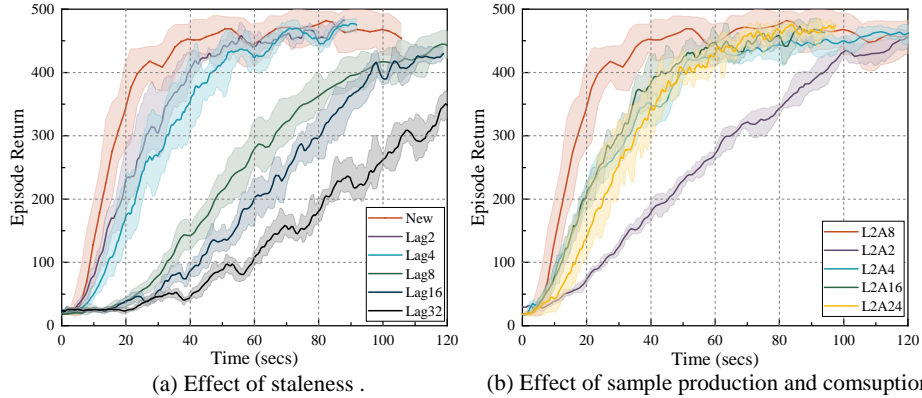 500
400
300
200
100
0
Episode Return
0 20 40 60 80 100 120
Time (secs)
New
Lag2
Lag4
Lag8
Lag16
Lag32
(a) Effect of staleness .
500
400
300
200
100
0
Episode Return
0 20 40 60 80 100 120
Time (secs)
L2A8
L2A2
L2A4
L2A16
L2A24
(b) Effect of sample production and comsuption